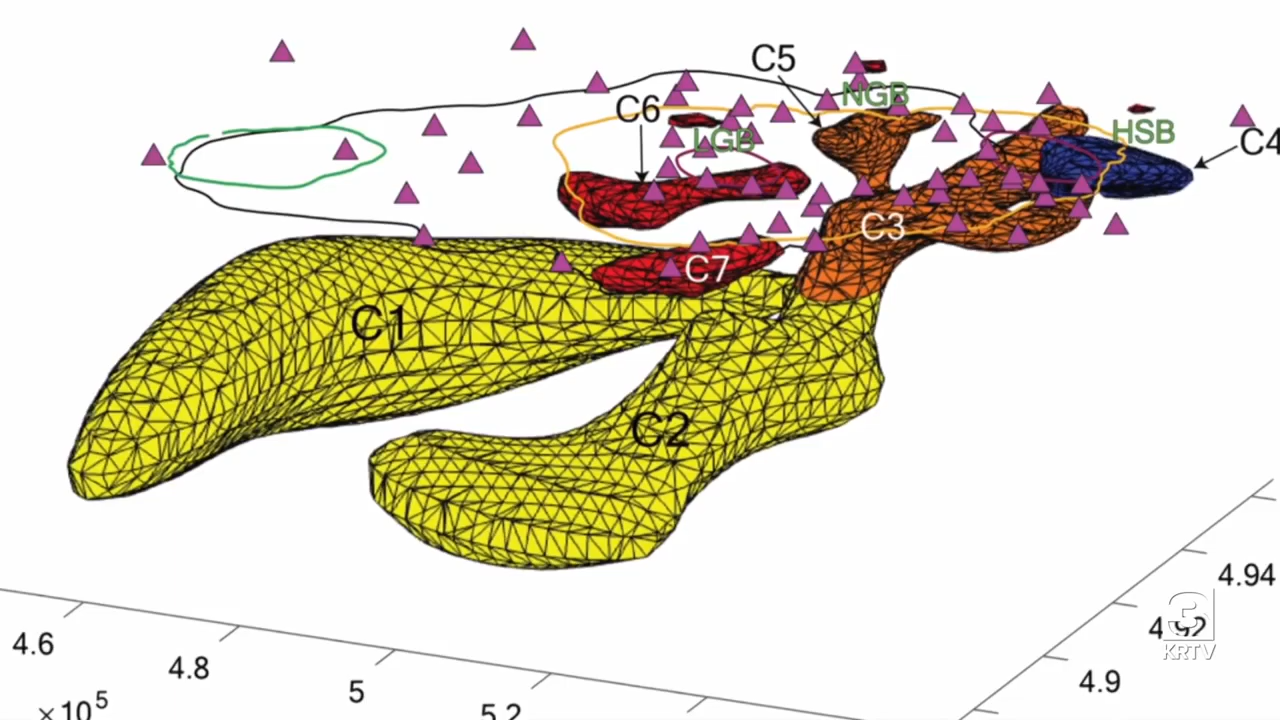 C5
NGB
C6
LGB
HSB
C4
C3
C7
C1
C2
4.94
4.92
4.6
4.8
5
5.2
4.9
×10⁵
3
KRTV